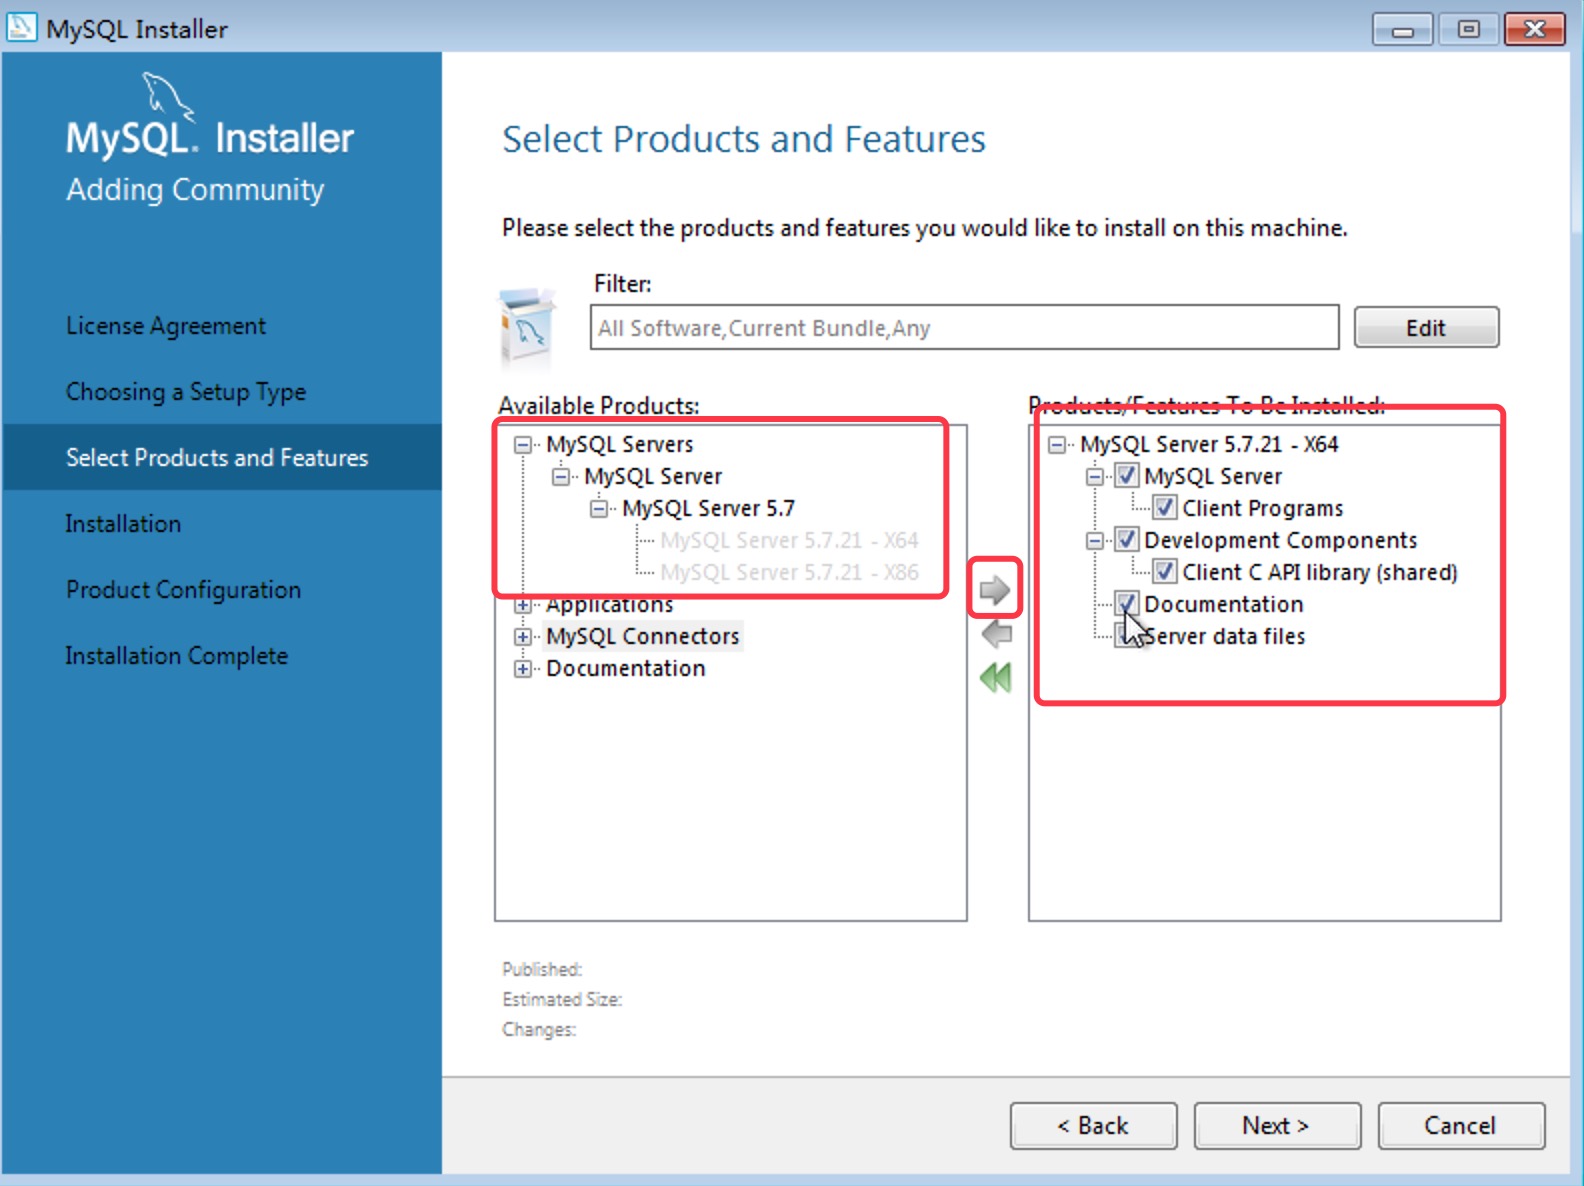 MySQL Installer
MySQL. Installer
Adding Community
License Agreement
Choosing a Setup Type
Select Products and Features
Installation
Product Configuration
Installation Complete
Select Products and Features
Please select the products and features you would like to install on this machine.
Filter:
All Software,Current Bundle,Any
Edit
Available Products:
MySQL Servers
MySQL Server
MySQL Server 5.7
MySQL Server 5.7.21 - X64
MySQL Server 5.7.21 - X86
Applications
MySQL Connectors
Documentation
Products/Features To Be Installed:
MySQL Server 5.7.21 - X64
MySQL Server
Client Programs
Development Components
Client C API library (shared)
Documentation
Server data files
Published:
Estimated Size:
Changes:
< Back
Next >
Cancel